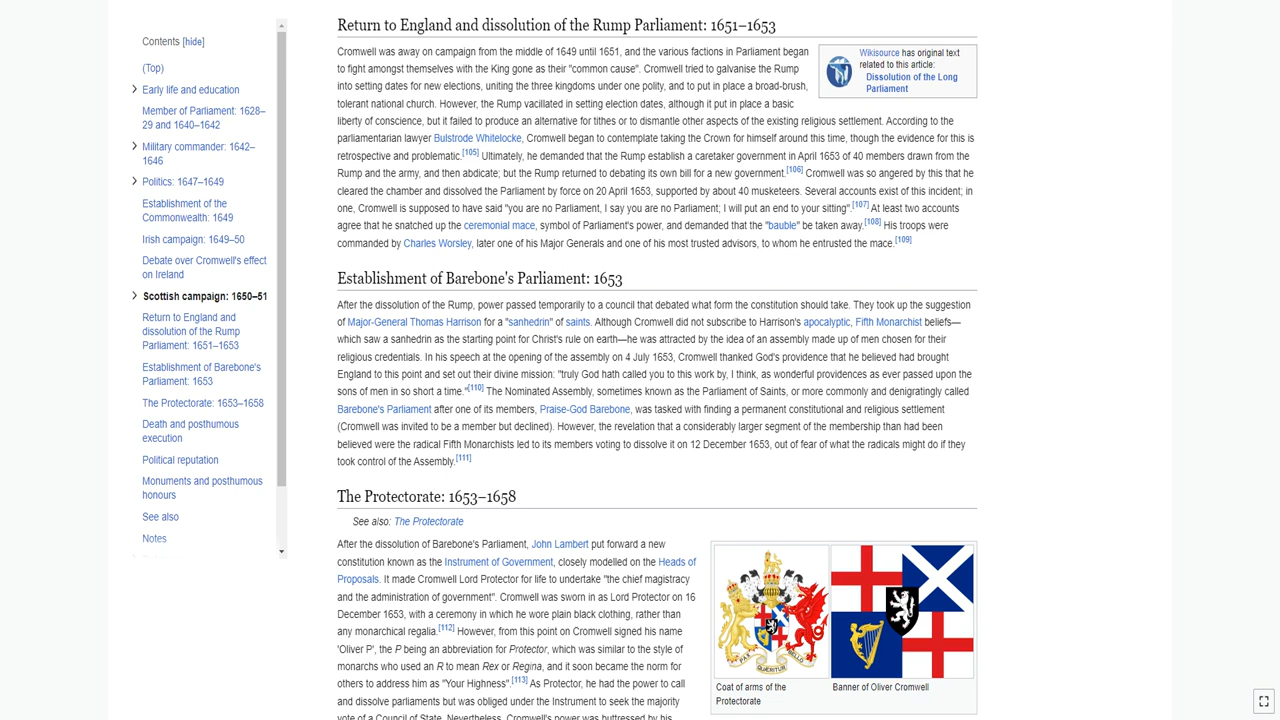 Contents [hide]
(Top)
Early life and education
Member of Parliament: 1628–
29 and 1640–1642
Military commander: 1642–
1646
Politics: 1647–1649
Establishment of the
Commonwealth: 1649
Irish campaign: 1649–50
Debate over Cromwell's effect
on Ireland
Scottish campaign: 1650–51
Return to England and
dissolution of the Rump
Parliament: 1651–1653
Establishment of Barebone's
Parliament: 1653
The Protectorate: 1653–1658
Death and posthumous
execution
Political reputation
Monuments and posthumous
honours
See also
Notes
Return to England and dissolution of the Rump Parliament: 1651–1653
Cromwell was away on campaign from the middle of 1649 until 1651, and the various factions in Parliament began
to fight amongst themselves with the King gone as their "common cause". Cromwell tried to galvanise the Rump
into setting dates for new elections, uniting the three kingdoms under one polity, and to put in place a broad-brush,
tolerant national church. However, the Rump vacillated in setting election dates, although it put in place a basic
liberty of conscience, but it failed to produce an alternative for tithes or to dismantle other aspects of the existing religious settlement. According to the
parliamentarian lawyer Bulstrode Whitelocke, Cromwell began to contemplate taking the Crown for himself around this time, though the evidence for this is
retrospective and problematic.[105] Ultimately, he demanded that the Rump establish a caretaker government in April 1653 of 40 members drawn from the
Rump and the army, and then abdicate; but the Rump returned to debating its own bill for a new government.[106] Cromwell was so angered by this that he
cleared the chamber and dissolved the Parliament by force on 20 April 1653, supported by about 40 musketeers. Several accounts exist of this incident; in
one, Cromwell is supposed to have said "you are no Parliament, I say you are no Parliament; I will put an end to your sitting".[107] At least two accounts
agree that he snatched up the ceremonial mace, symbol of Parliament's power, and demanded that the "bauble" be taken away.[108] His troops were
commanded by Charles Worsley, later one of his Major Generals and one of his most trusted advisors, to whom he entrusted the mace.[109]
Wikisource has original text
related to this article:
Dissolution of the Long
Parliament
Establishment of Barebone's Parliament: 1653
After the dissolution of the Rump, power passed temporarily to a council that debated what form the constitution should take. They took up the suggestion
of Major-General Thomas Harrison for a "sanhedrin" of saints. Although Cromwell did not subscribe to Harrison's apocalyptic, Fifth Monarchist beliefs—
which saw a sanhedrin as the starting point for Christ's rule on earth—he was attracted by the idea of an assembly made up of men chosen for their
religious credentials. In his speech at the opening of the assembly on 4 July 1653, Cromwell thanked God's providence that he believed had brought
England to this point and set out their divine mission: "truly God hath called you to this work by, I think, as wonderful providences as ever passed upon the
sons of men in so short a time."[110] The Nominated Assembly, sometimes known as the Parliament of Saints, or more commonly and denigratingly called
Barebone's Parliament after one of its members, Praise-God Barebone, was tasked with finding a permanent constitutional and religious settlement
(Cromwell was invited to be a member but declined). However, the revelation that a considerably larger segment of the membership than had been
believed were the radical Fifth Monarchists led to its members voting to dissolve it on 12 December 1653, out of fear of what the radicals might do if they
took control of the Assembly.[111]
The Protectorate: 1653–1658
See also: The Protectorate
After the dissolution of Barebone's Parliament, John Lambert put forward a new
constitution known as the Instrument of Government, closely modelled on the Heads of
Proposals. It made Cromwell Lord Protector for life to undertake "the chief magistracy
and the administration of government". Cromwell was sworn in as Lord Protector on 16
December 1653, with a ceremony in which he wore plain black clothing, rather than
any monarchical regalia.[112] However, from this point on Cromwell signed his name
'Oliver P', the P being an abbreviation for Protector, which was similar to the style of
monarchs who used an R to mean Rex or Regina, and it soon became the norm for
others to address him as "Your Highness".[113] As Protector, he had the power to call
and dissolve parliaments but was obliged under the Instrument to seek the majority
vote of a Council of State. Nevertheless, Cromwell's power was buttressed by his
PAX QUÆRITUR BELLO
Coat of arms of the
Protectorate
Banner of Oliver Cromwell